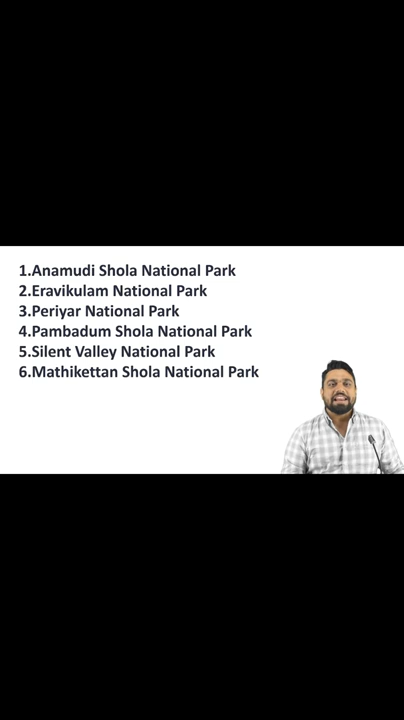 1.Anamudi Shola National Park
2.Eravikulam National Park
3.Periyar National Park
4.Pambadum Shola National Park
5.Silent Valley National Park
6.Mathikettan Shola National Park